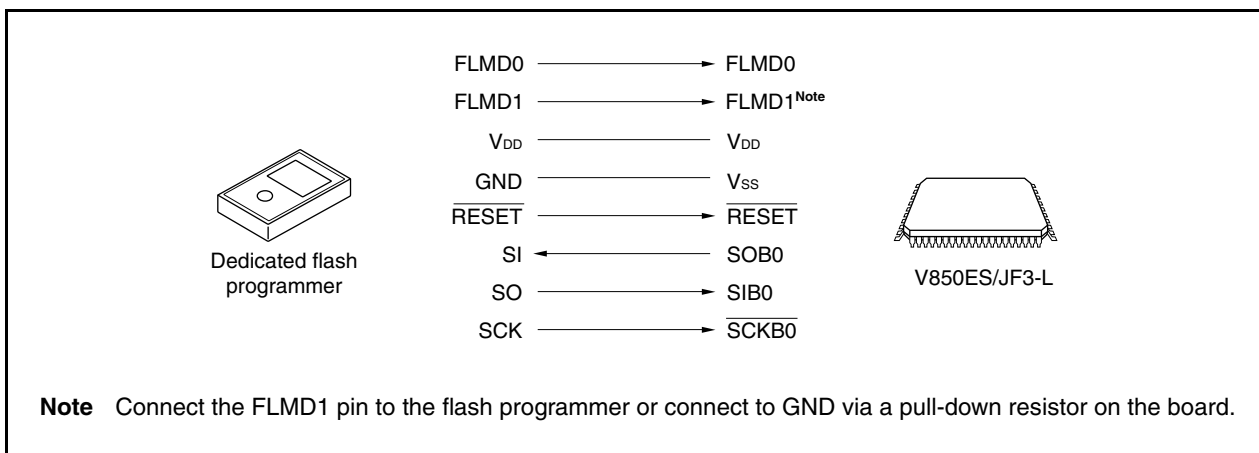 FLMD0 FLMD0
FLMD1 FLMD1Note
VDD VDD
GND VSS
RESET RESET
SI SOB0
SO SIB0
SCK SCKB0
Dedicated flash
programmer
V850ES/JF3-L
Note Connect the FLMD1 pin to the flash programmer or connect to GND via a pull-down resistor on the board.